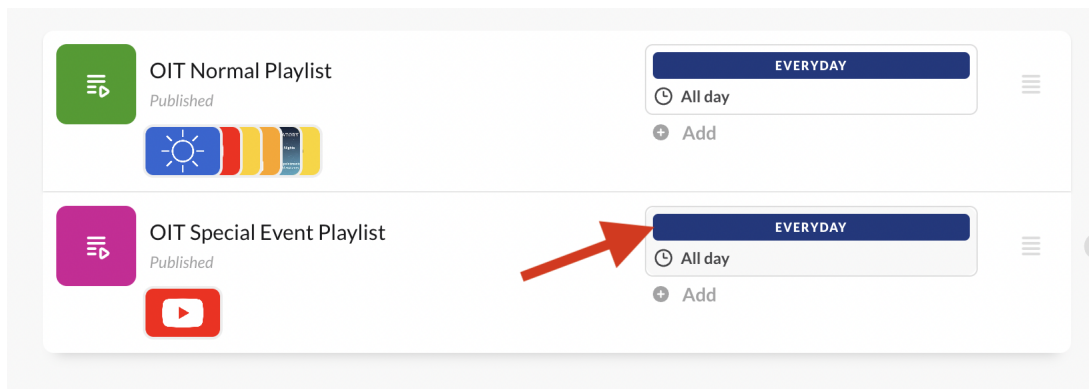 OIT Normal Playlist
Published
EVERYDAY
All day
Add
OIT Special Event Playlist
Published
EVERYDAY
All day
Add